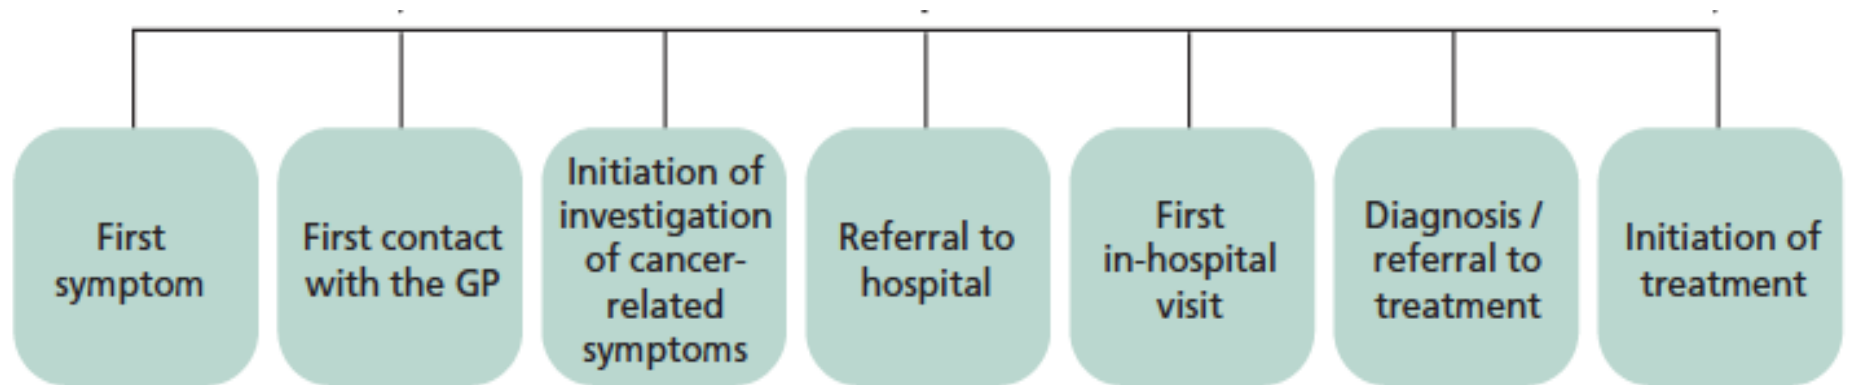 First
symptom
First contact
with the GP
Initiation of
investigation
of cancer-
related
symptoms
Referral to
hospital
First
in-hospital
visit
Diagnosis /
referral to
treatment
Initiation of
treatment